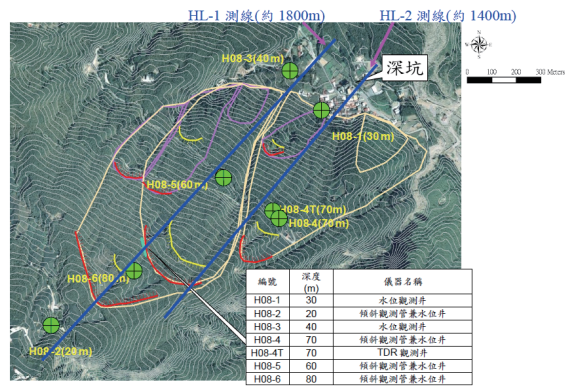 HL-1 測線(約 1800m)
HL-2 測線(約 1400m)
N
W
E
S
0 100 200 300 Meters
深坑
H08-3(40m)
H08-1(30m)
H08-5(60m)
H08-4T(70m)
H08-4(70m)
H08-6(80m)
H08-2(20m)
編號 深度(m) 儀器名稱
H08-1 30 水位觀測井
H08-2 20 傾斜觀測管兼水位井
H08-3 40 水位觀測井
H08-4 70 傾斜觀測管兼水位井
H08-4T 70 TDR 觀測井
H08-5 60 傾斜觀測管兼水位井
H08-6 80 傾斜觀測管兼水位井